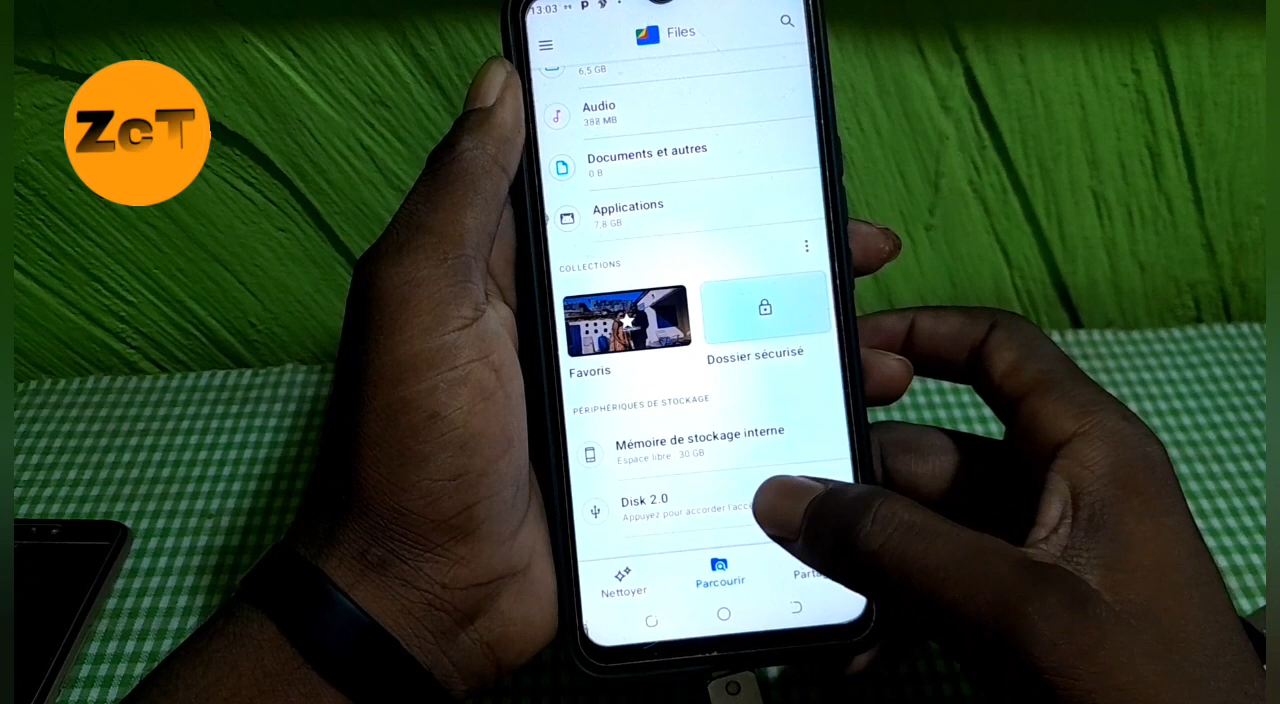 13:03
Files
6,5 GB
Audio
388 MB
Documents et autres
0 B
Applications
7,8 GB
COLLECTIONS
Favoris
Dossier sécurisé
PÉRIPHÉRIQUES DE STOCKAGE
Mémoire de stockage interne
Espace libre : 30 GB
Disk 2.0
Appuyez pour accorder l'acc
Nettoyer
Parcourir
Parta
ZcT